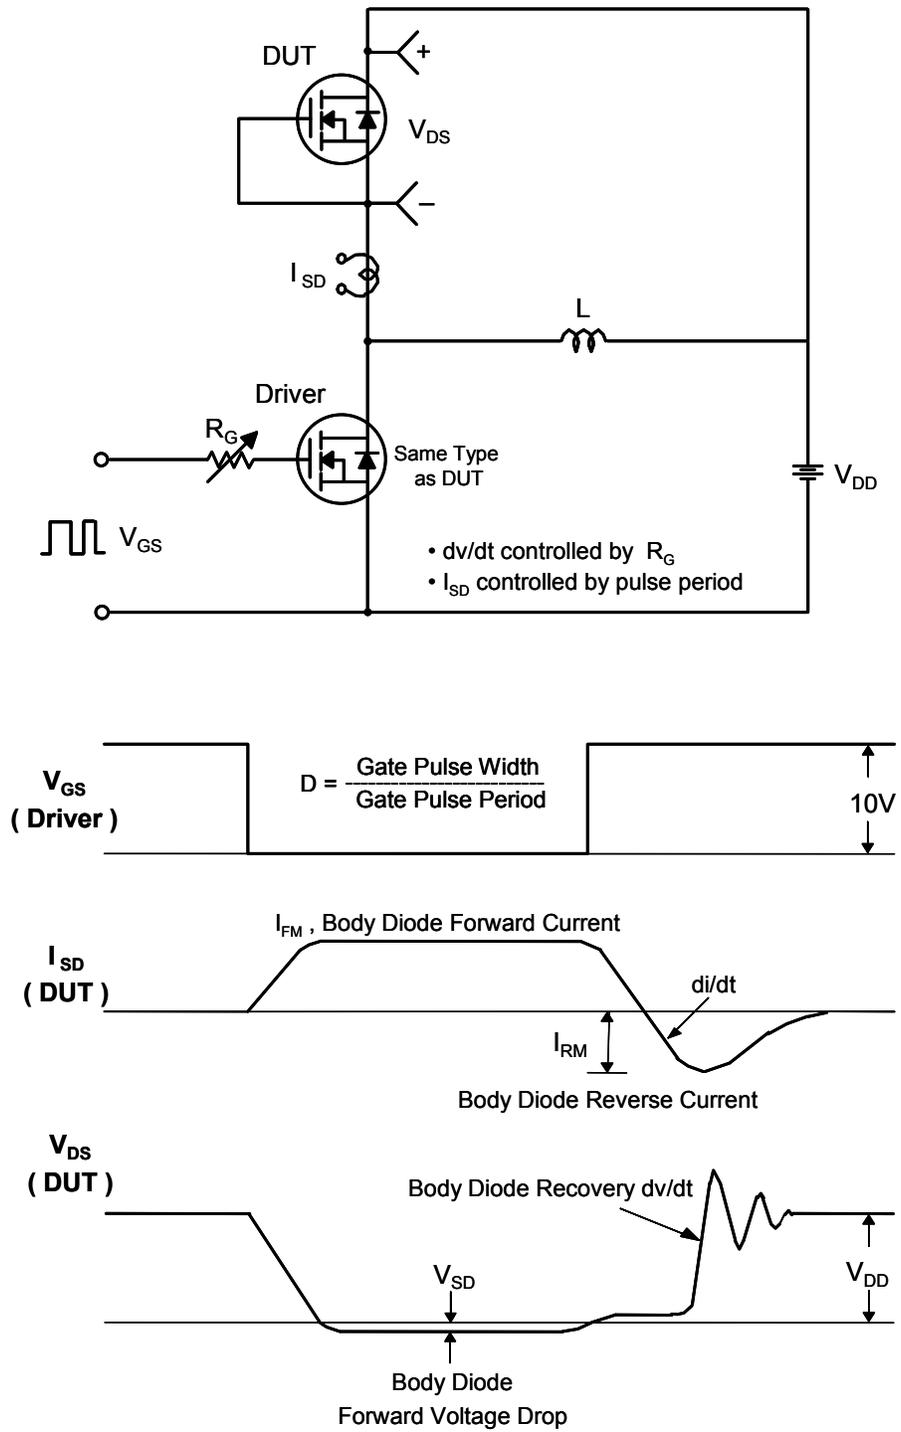 DUT
+
V_DS
−
I_SD
L
Driver
R_G
Same Type
as DUT
V_DD
V_GS
• dv/dt controlled by R_G
• I_SD controlled by pulse period
V_GS
( Driver )
D = Gate Pulse Width
Gate Pulse Period
10V
I_FM , Body Diode Forward Current
I_SD
( DUT )
di/dt
I_RM
Body Diode Reverse Current
V_DS
( DUT )
Body Diode Recovery dv/dt
V_SD
V_DD
Body Diode
Forward Voltage Drop